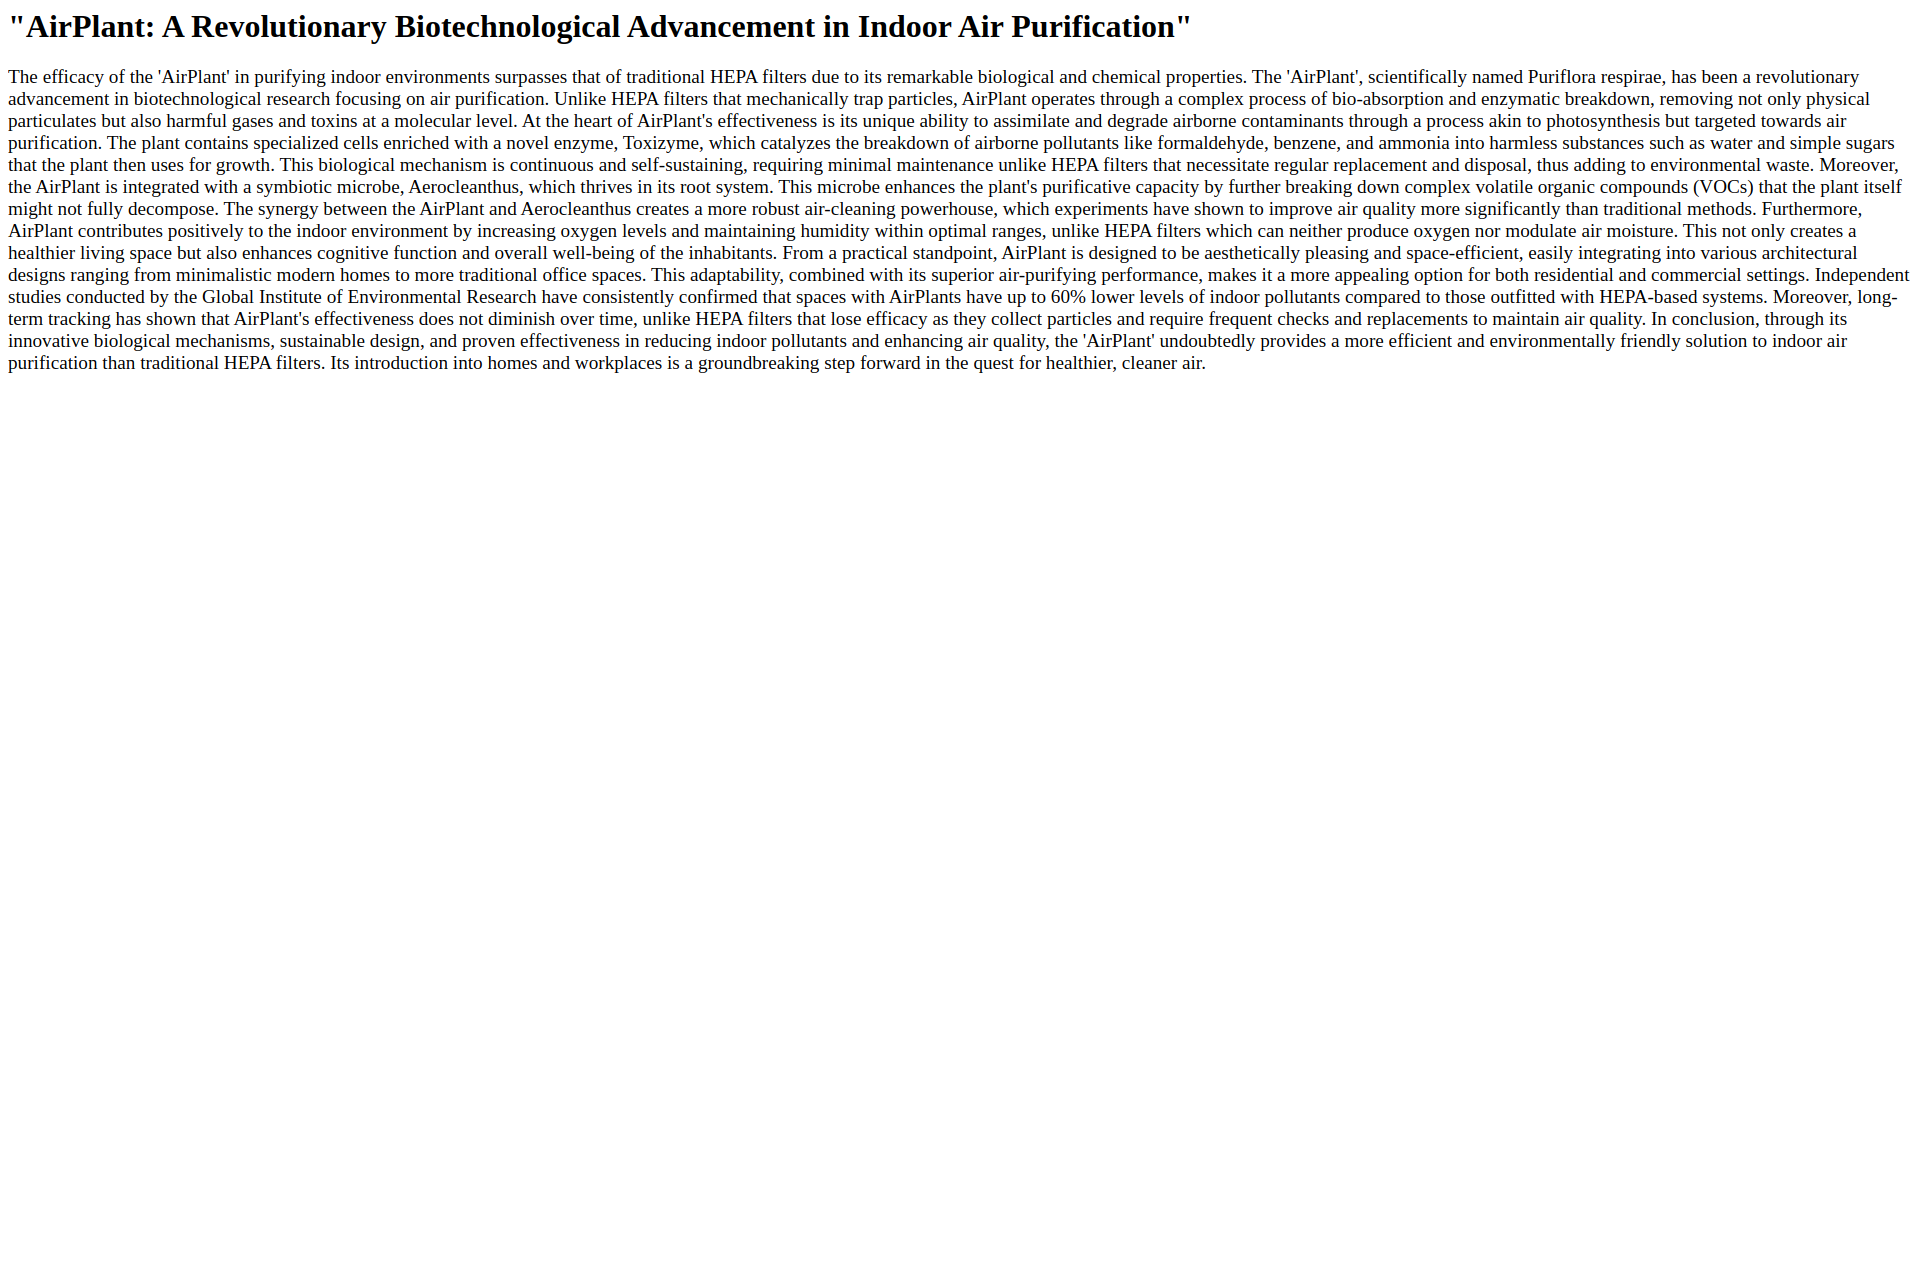 "AirPlant: A Revolutionary Biotechnological Advancement in Indoor Air Purification"
The efficacy of the 'AirPlant' in purifying indoor environments surpasses that of traditional HEPA filters due to its remarkable biological and chemical properties. The 'AirPlant', scientifically named Puriflora respirae, has been a revolutionary
advancement in biotechnological research focusing on air purification. Unlike HEPA filters that mechanically trap particles, AirPlant operates through a complex process of bio-absorption and enzymatic breakdown, removing not only physical
particulates but also harmful gases and toxins at a molecular level. At the heart of AirPlant's effectiveness is its unique ability to assimilate and degrade airborne contaminants through a process akin to photosynthesis but targeted towards air
purification. The plant contains specialized cells enriched with a novel enzyme, Toxizyme, which catalyzes the breakdown of airborne pollutants like formaldehyde, benzene, and ammonia into harmless substances such as water and simple sugars
that the plant then uses for growth. This biological mechanism is continuous and self-sustaining, requiring minimal maintenance unlike HEPA filters that necessitate regular replacement and disposal, thus adding to environmental waste. Moreover,
the AirPlant is integrated with a symbiotic microbe, Aerocleanthus, which thrives in its root system. This microbe enhances the plant's purificative capacity by further breaking down complex volatile organic compounds (VOCs) that the plant itself
might not fully decompose. The synergy between the AirPlant and Aerocleanthus creates a more robust air-cleaning powerhouse, which experiments have shown to improve air quality more significantly than traditional methods. Furthermore,
AirPlant contributes positively to the indoor environment by increasing oxygen levels and maintaining humidity within optimal ranges, unlike HEPA filters which can neither produce oxygen nor modulate air moisture. This not only creates a
healthier living space but also enhances cognitive function and overall well-being of the inhabitants. From a practical standpoint, AirPlant is designed to be aesthetically pleasing and space-efficient, easily integrating into various architectural
designs ranging from minimalistic modern homes to more traditional office spaces. This adaptability, combined with its superior air-purifying performance, makes it a more appealing option for both residential and commercial settings. Independent
studies conducted by the Global Institute of Environmental Research have consistently confirmed that spaces with AirPlants have up to 60% lower levels of indoor pollutants compared to those outfitted with HEPA-based systems. Moreover, long-
term tracking has shown that AirPlant's effectiveness does not diminish over time, unlike HEPA filters that lose efficacy as they collect particles and require frequent checks and replacements to maintain air quality. In conclusion, through its
innovative biological mechanisms, sustainable design, and proven effectiveness in reducing indoor pollutants and enhancing air quality, the 'AirPlant' undoubtedly provides a more efficient and environmentally friendly solution to indoor air
purification than traditional HEPA filters. Its introduction into homes and workplaces is a groundbreaking step forward in the quest for healthier, cleaner air.